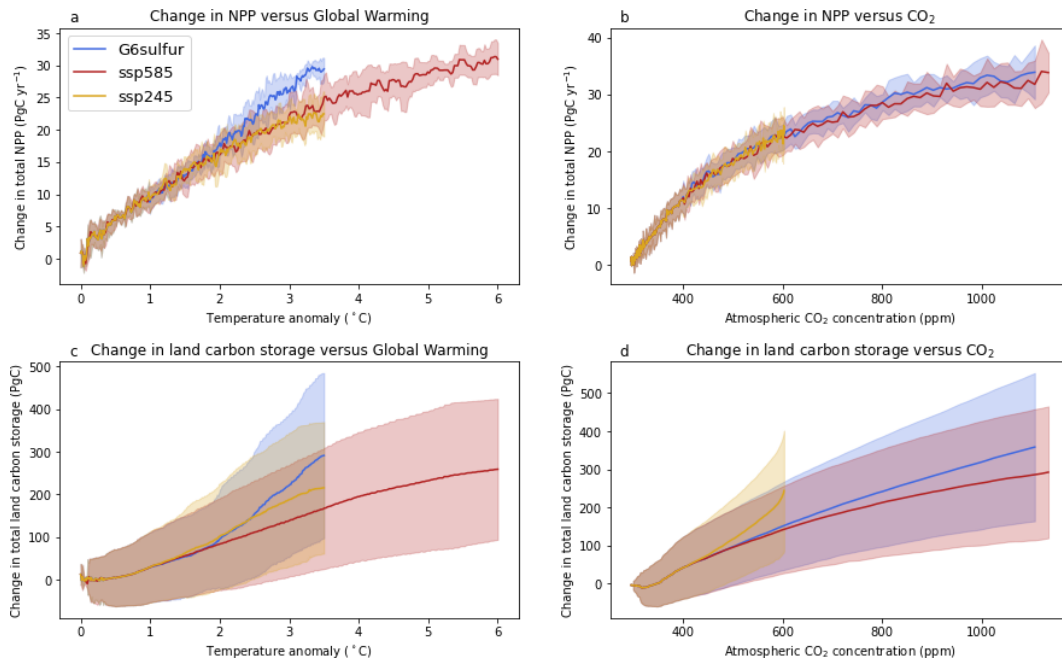 a
Change in NPP versus Global Warming
Change in total NPP (PgC yr⁻¹)
35
30
25
20
15
10
5
0
G6sulfur
ssp585
ssp245
0 1 2 3 4 5 6
Temperature anomaly (°C)
b
Change in NPP versus CO₂
Change in total NPP (PgC yr⁻¹)
40
30
20
10
0
400 600 800 1000
Atmospheric CO₂ concentration (ppm)
c
Change in land carbon storage versus Global Warming
Change in total land carbon storage (PgC)
500
400
300
200
100
0
0 1 2 3 4 5 6
Temperature anomaly (°C)
d
Change in land carbon storage versus CO₂
Change in total land carbon storage (PgC)
500
400
300
200
100
0
400 600 800 1000
Atmospheric CO₂ concentration (ppm)